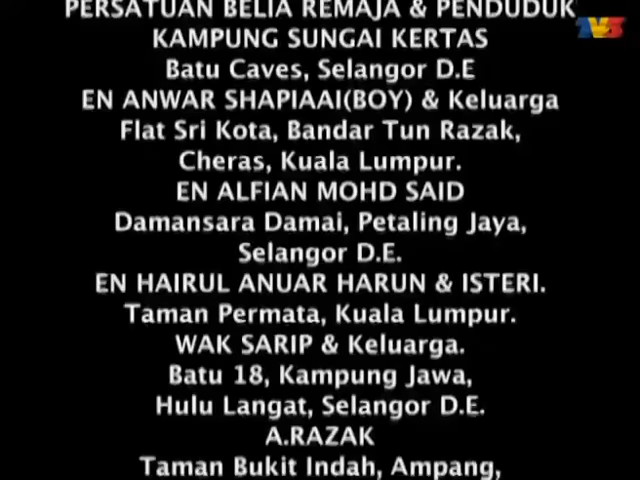 PERSATUAN BELIA REMAJA & PENDUDUK
TV3
KAMPUNG SUNGAI KERTAS
Batu Caves, Selangor D.E
EN ANWAR SHAPIAAI(BOY) & Keluarga
Flat Sri Kota, Bandar Tun Razak,
Cheras, Kuala Lumpur.
EN ALFIAN MOHD SAID
Damansara Damai, Petaling Jaya,
Selangor D.E.
EN HAIRUL ANUAR HARUN & ISTERI.
Taman Permata, Kuala Lumpur.
WAK SARIP & Keluarga.
Batu 18, Kampung Jawa,
Hulu Langat, Selangor D.E.
A.RAZAK
Taman Bukit Indah, Ampang,